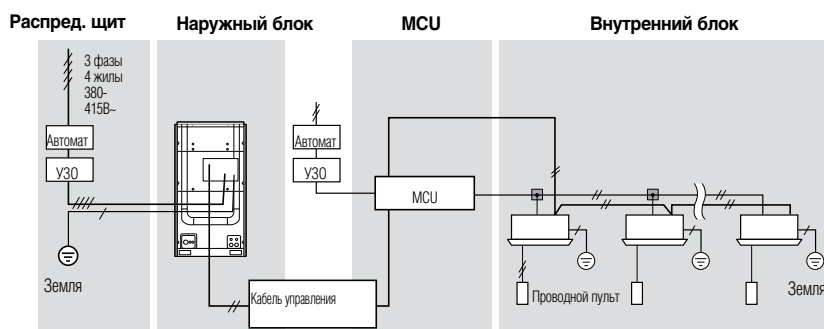 Распред. щит
Наружный блок
MCU
Внутренний блок
3 фазы
4 жилы
380-
415В~
Автомат
УЗО
Земля
Автомат
УЗО
MCU
Кабель управления
Проводной пульт
Земля